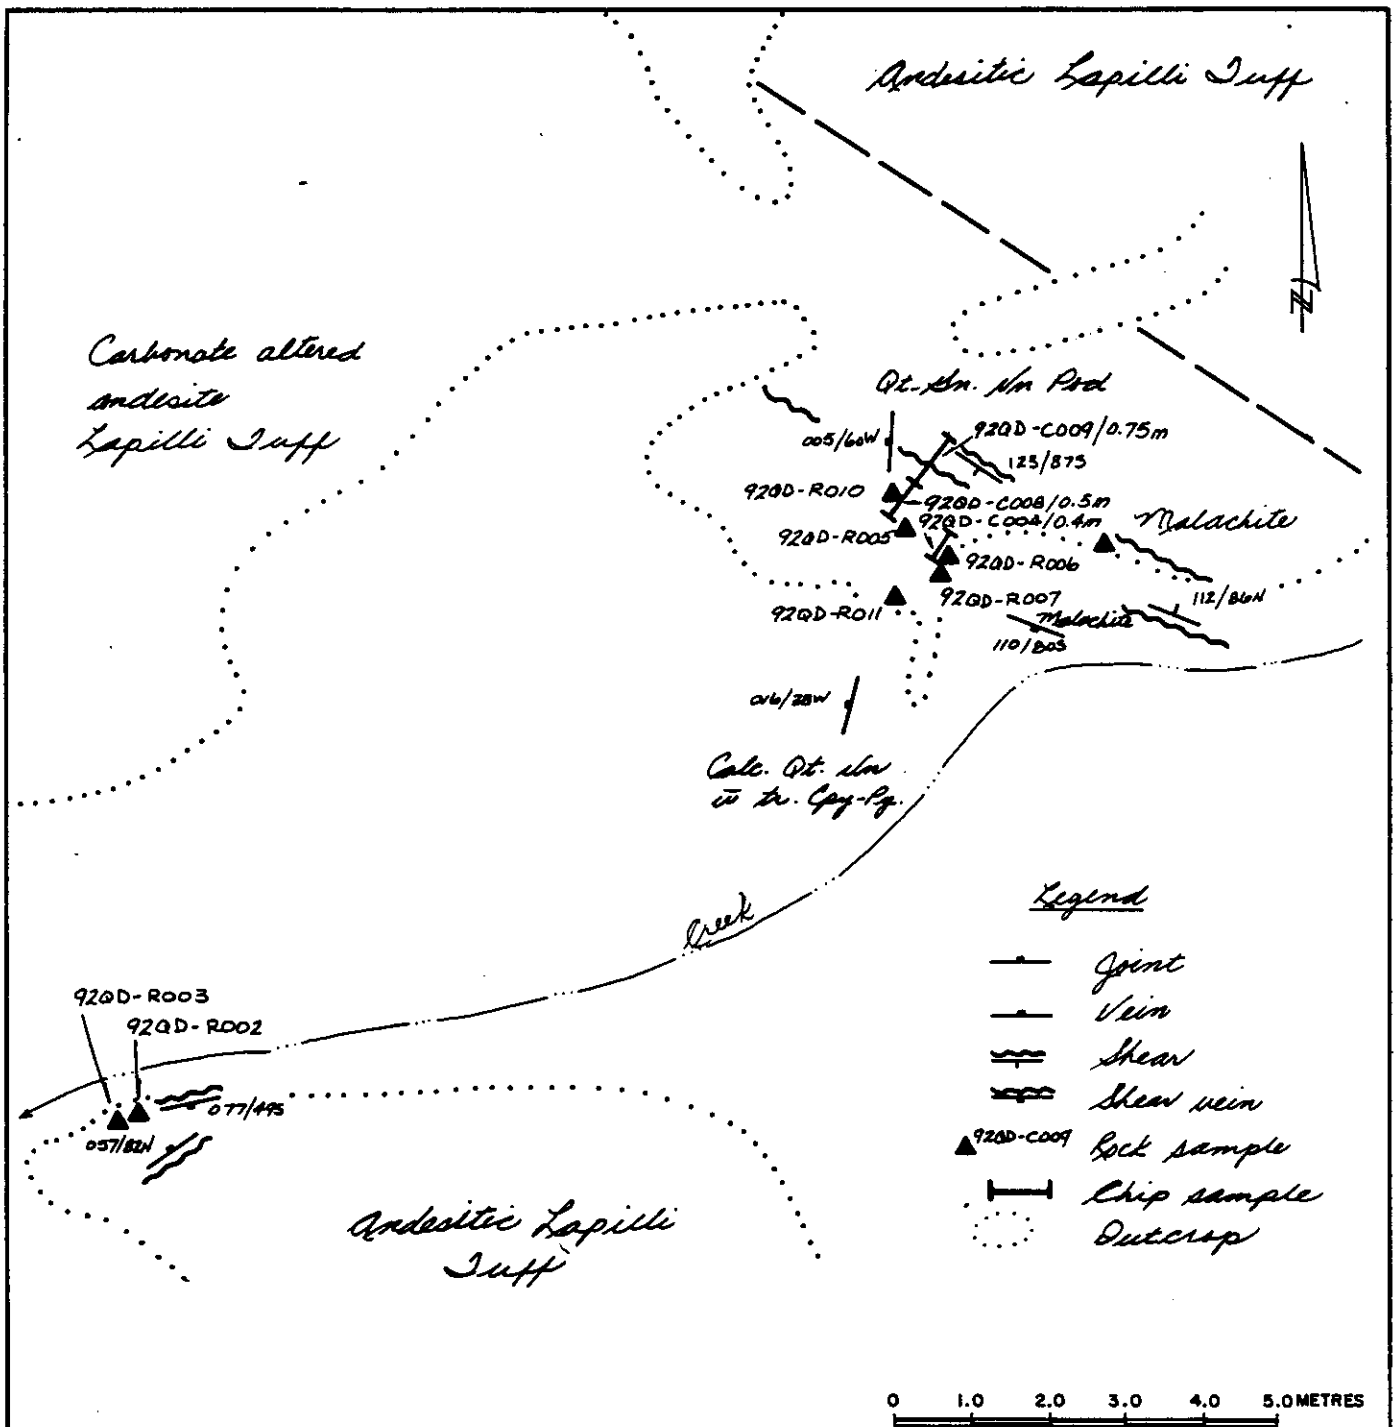 Andesitic Lapilli Tuff
Carbonate altered
andesite
Lapilli Tuff
N
Qt. Sn. Vn Pod
005/60W
92QD-C009/0.75m
123/87S
92QD-R010
92QD-C008/0.5m
92QD-R005
92QD-C004/0.4m
Malachite
92QD-R006
92QD-R007
112/86N
92QD-R011
Malachite
110/80S
016/28W
Calc. Qt. Vn
w̄ tr. Cpy-Py.
Creek
Legend
Joint
Vein
Shear
Shear vein
92QD-C009 Rock sample
Chip sample
Outcrop
92QD-R003
92QD-R002
077/49S
057/82N
Andesitic Lapilli
Tuff
0 1.0 2.0 3.0 4.0 5.0 METRES